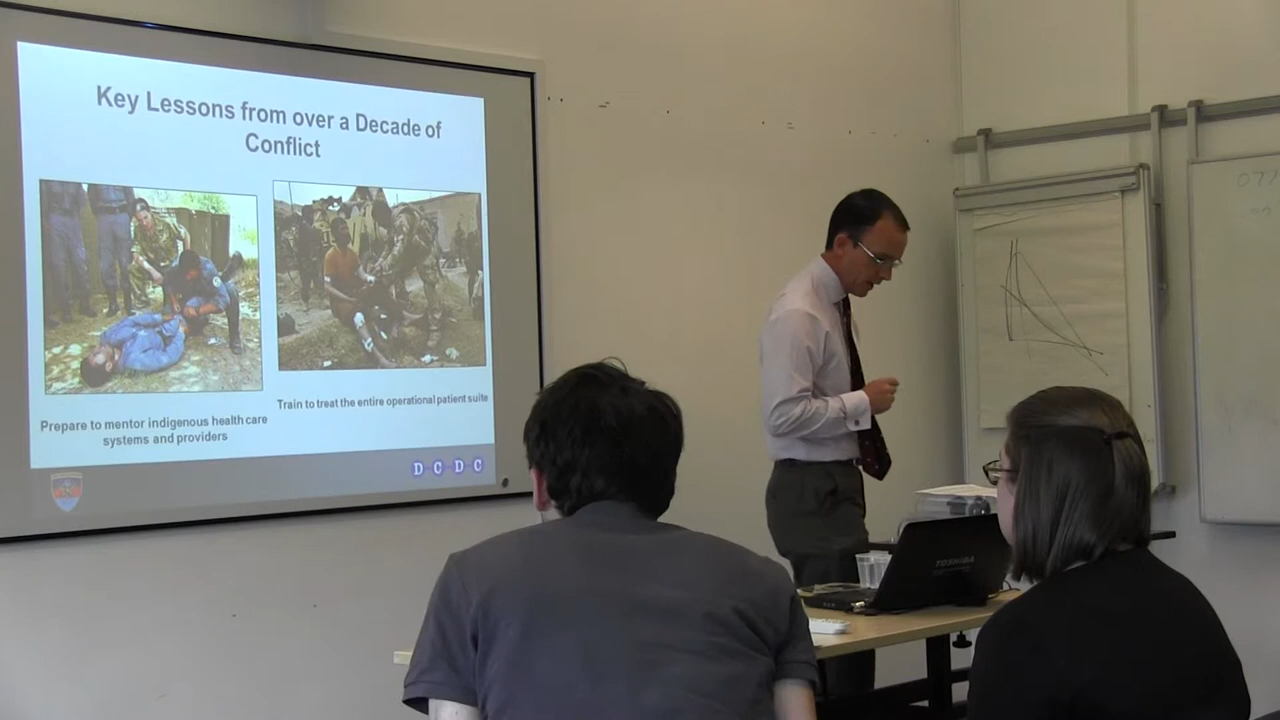 Key Lessons from over a Decade of
Conflict
Prepare to mentor indigenous health care
systems and providers
Train to treat the entire operational patient suite
D C D C
TOSHIBA